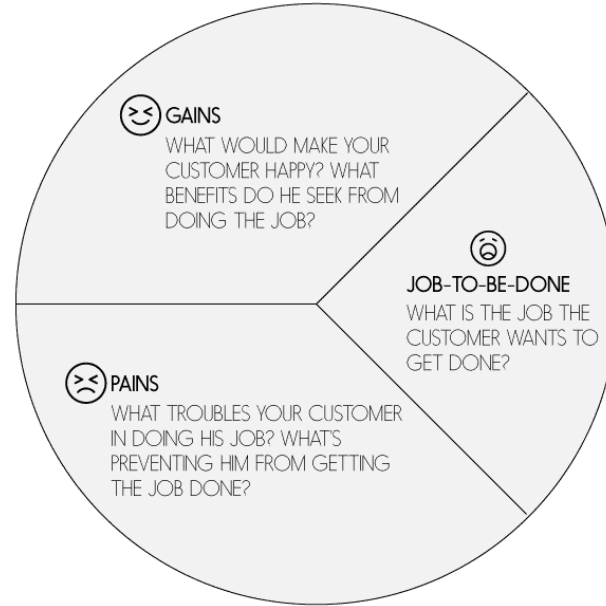 GAINS
WHAT WOULD MAKE YOUR
CUSTOMER HAPPY? WHAT
BENEFITS DO HE SEEK FROM
DOING THE JOB?
JOB-TO-BE-DONE
WHAT IS THE JOB THE
CUSTOMER WANTS TO
GET DONE?
PAINS
WHAT TROUBLES YOUR CUSTOMER
IN DOING HIS JOB? WHAT'S
PREVENTING HIM FROM GETTING
THE JOB DONE?